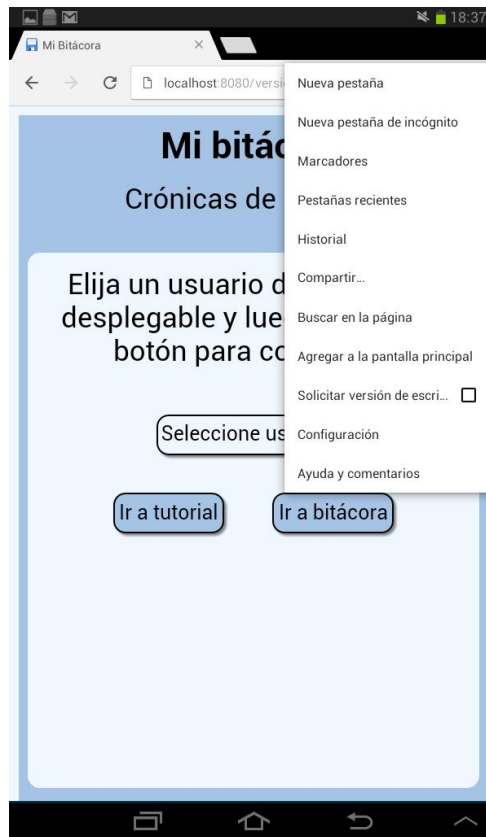 18:37
Mi Bitácora
localhost:8080/versi
Nueva pestaña
Nueva pestaña de incógnito
Marcadores
Pestañas recientes
Historial
Compartir...
Buscar en la página
Agregar a la pantalla principal
Solicitar versión de escri...
Configuración
Ayuda y comentarios
Mi bitác
Crónicas de
Elija un usuario d
desplegable y lue
botón para co
Seleccione us
Ir a tutorial
Ir a bitácora